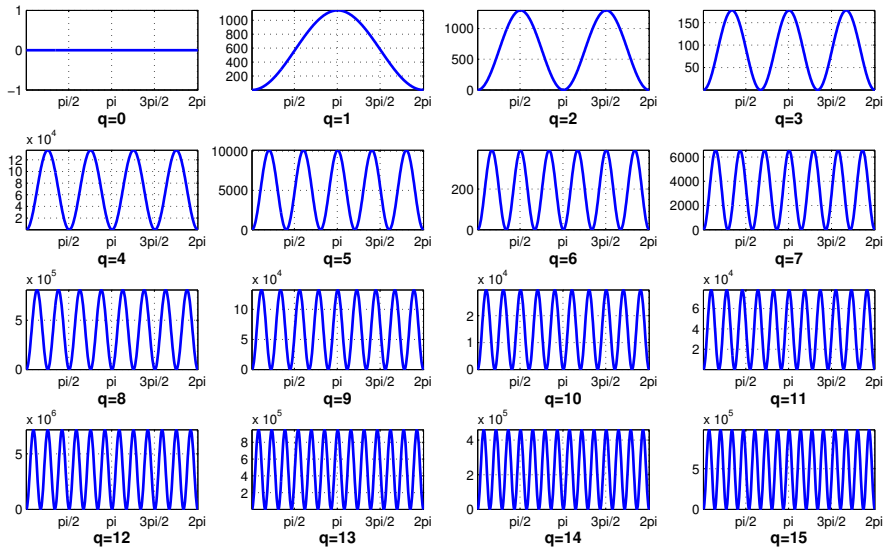 1
0
−1
pi/2 pi 3pi/2 2pi
q=0
1000
800
600
400
200
pi/2 pi 3pi/2 2pi
q=1
1000
500
0
pi/2 pi 3pi/2 2pi
q=2
150
100
50
pi/2 pi 3pi/2 2pi
q=3
x 10^4
12
10
8
6
4
2
pi/2 pi 3pi/2 2pi
q=4
10000
5000
0
pi/2 pi 3pi/2 2pi
q=5
200
0
pi/2 pi 3pi/2 2pi
q=6
6000
4000
2000
0
pi/2 pi 3pi/2 2pi
q=7
x 10^5
5
0
pi/2 pi 3pi/2 2pi
q=8
x 10^4
10
5
0
pi/2 pi 3pi/2 2pi
q=9
x 10^4
2
1
0
pi/2 pi 3pi/2 2pi
q=10
x 10^4
6
4
2
pi/2 pi 3pi/2 2pi
q=11
x 10^6
5
0
pi/2 pi 3pi/2 2pi
q=12
x 10^5
8
6
4
2
pi/2 pi 3pi/2 2pi
q=13
x 10^5
4
2
0
pi/2 pi 3pi/2 2pi
q=14
x 10^5
5
0
pi/2 pi 3pi/2 2pi
q=15